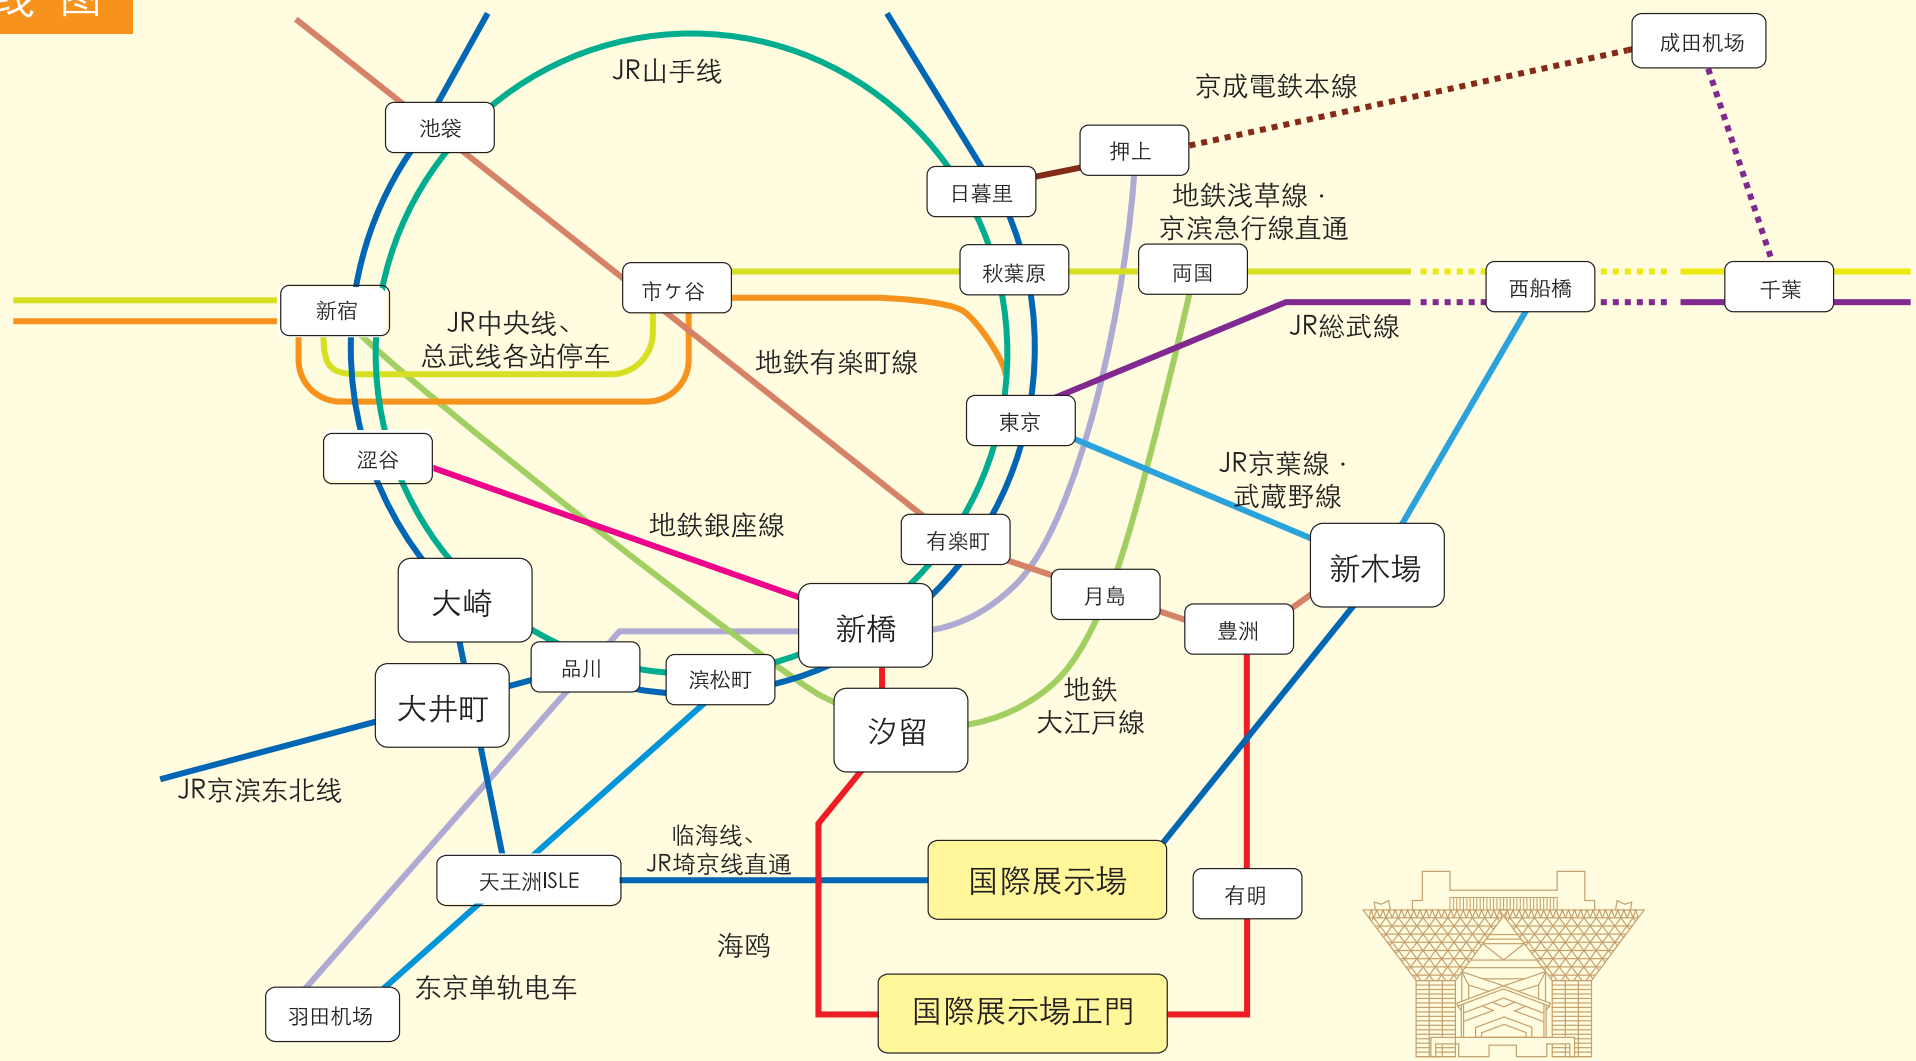 线 图
成田机场
JR山手线
京成電鉄本線
池袋
押上
日暮里
地鉄浅草線・
京滨急行線直通
秋葉原
両国
市ケ谷
西船橋
千葉
新宿
JR中央线、
总武线各站停车
JR総武線
地鉄有楽町線
東京
涩谷
JR京葉線・
武蔵野線
地鉄銀座線
有楽町
新木場
大崎
月島
新橋
豊洲
品川
滨松町
大井町
地鉄
大江戸線
汐留
JR京滨东北线
临海线、
JR埼京线直通
天王洲ISLE
国際展示場
有明
海鸥
东京单轨电车
羽田机场
国際展示場正門